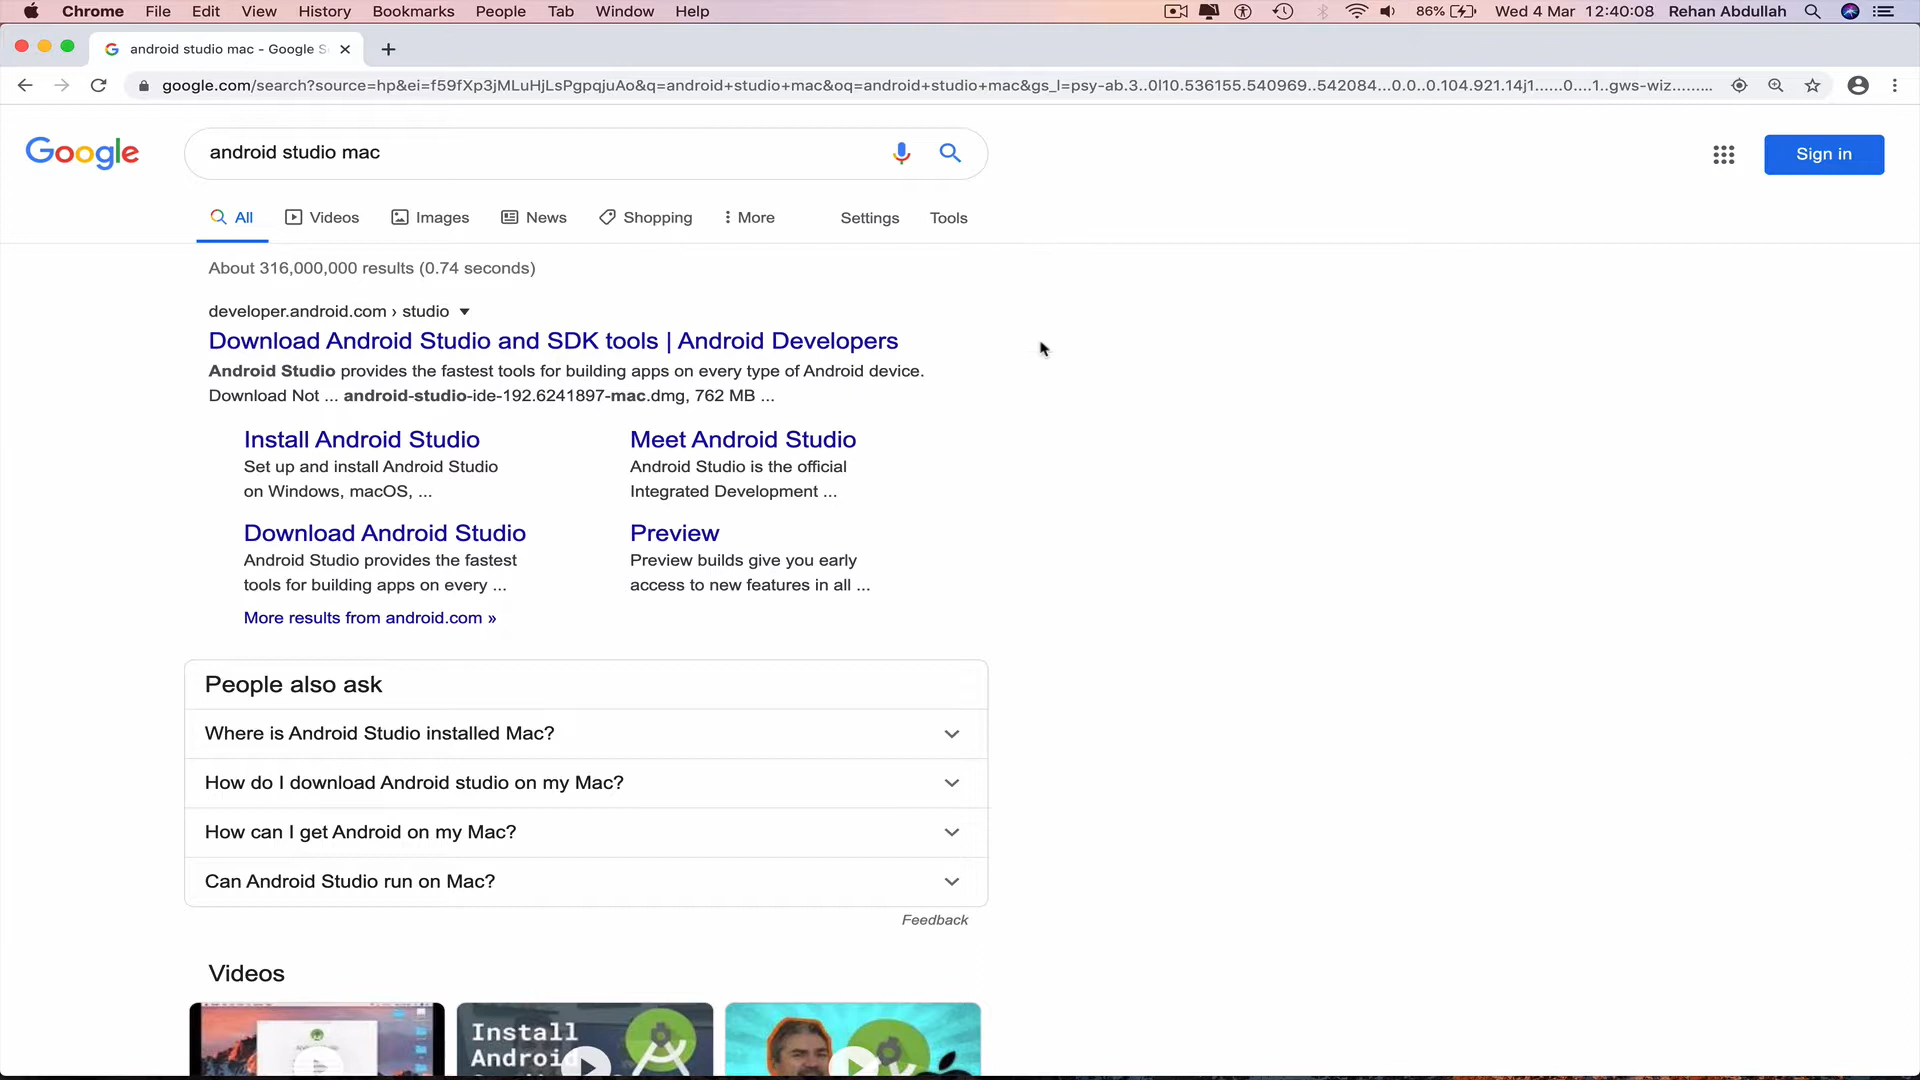 Chrome File Edit View History Bookmarks People Tab Window Help 86% Wed 4 Mar 12:40:08 Rehan Abdullah
android studio mac - Google S
google.com/search?source=hp&ei=f59fXp3jMLuHjLsPgpqjuAo&q=android+studio+mac&oq=android+studio+mac&gs_l=psy-ab.3..0l10.536155.540969..542084...0.0..0.104.921.14j1......0....1..gws-wiz.........
Google android studio mac Sign in
All Videos Images News Shopping More Settings Tools
About 316,000,000 results (0.74 seconds)
developer.android.com › studio
Download Android Studio and SDK tools | Android Developers
Android Studio provides the fastest tools for building apps on every type of Android device.
Download Not ... android-studio-ide-192.6241897-mac.dmg, 762 MB ...
Install Android Studio
Set up and install Android Studio
on Windows, macOS, ...
Meet Android Studio
Android Studio is the official
Integrated Development ...
Download Android Studio
Android Studio provides the fastest
tools for building apps on every ...
Preview
Preview builds give you early
access to new features in all ...
More results from android.com »
People also ask
Where is Android Studio installed Mac?
How do I download Android studio on my Mac?
How can I get Android on my Mac?
Can Android Studio run on Mac?
Feedback
Videos
Install
Android